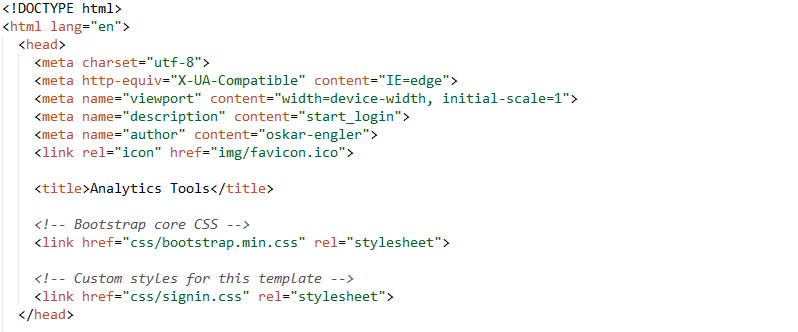 <!DOCTYPE html>
<html lang="en">
<head>
<meta charset="utf-8">
<meta http-equiv="X-UA-Compatible" content="IE=edge">
<meta name="viewport" content="width=device-width, initial-scale=1">
<meta name="description" content="start_login">
<meta name="author" content="oskar-engler">
<link rel="icon" href="img/favicon.ico">
<title>Analytics Tools</title>
<!-- Bootstrap core CSS -->
<link href="css/bootstrap.min.css" rel="stylesheet">
<!-- Custom styles for this template -->
<link href="css/signin.css" rel="stylesheet">
</head>